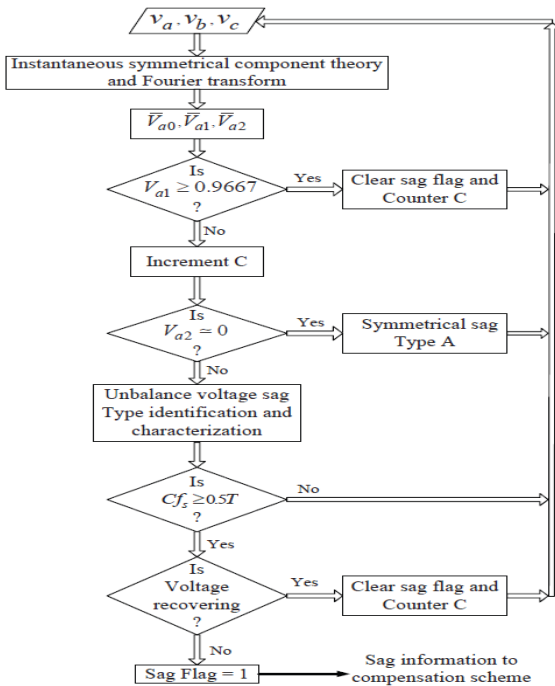 v_a, v_b, v_c
Instantaneous symmetrical component theory
and Fourier transform
V̅_a0, V̅_a1, V̅_a2
Is
V_a1 ≥ 0.9667
?
Yes
Clear sag flag and
Counter C
No
Increment C
Is
V_a2 ≃ 0
?
Yes
Symmetrical sag
Type A
No
Unbalance voltage sag
Type identification and
characterization
Is
Cf_s ≥ 0.5T
?
No
Yes
Is
Voltage
recovering
?
Yes
Clear sag flag and
Counter C
No
Sag Flag = 1
Sag information to
compensation scheme